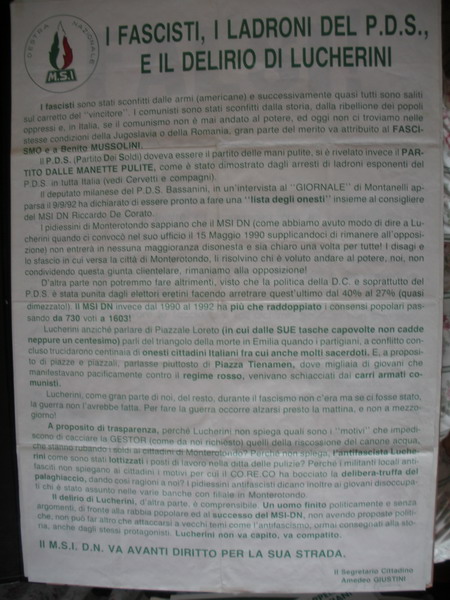 DESTRA NAZIONALE
M.S.I
I FASCISTI, I LADRONI DEL P.D.S.,
E IL DELIRIO DI LUCHERINI
I fascisti sono stati sconfitti dalle armi (americane) e successivamente quasi tutti sono saliti
sul carretto del "vincitore". I comunisti sono stati sconfitti dalla storia, dalla ribellione dei popoli
oppressi e, in Italia, se il comunismo non è mai andato al potere, ed oggi non ci troviamo nelle
stesse condizioni della Jugoslavia o della Romania, gran parte del merito va attribuito al FASCI-
SMO e a Benito MUSSOLINI.
Il P.D.S. (Partito Dei Soldi) doveva essere il partito delle mani pulite, si è rivelato invece il PAR-
TITO DALLE MANETTE PULITE, come è stato dimostrato dagli arresti di ladroni esponenti del
P.D.S. in tutta Italia (vedi Cervetti e compagni).
Il deputato milanese del P.D.S. Bassanini, in un'intervista al "GIORNALE" di Montanelli ap-
parsa il 9/9/92 ha dichiarato di essere pronto a fare una "lista degli onesti" insieme al consigliere
del MSI DN Riccardo De Corato.
I pidiessini di Monterotondo sappiano che il MSI DN (come abbiamo avuto modo di dire a Lu-
cherini quando ci convocò nel suo ufficio il 15 Maggio 1990 supplicandoci di rimanere all'opposi-
zione) non entrerà in nessuna maggioranza disonesta e sia chiaro una volta per tutte! I disagi e
lo sfascio in cui versa la città di Monterotondo, li risolvino chi è voluto andare al potere, noi, non
condividendo questa giunta clientelare, rimaniamo alla opposizione!
D'altra parte non potremmo fare altrimenti, visto che la politica della D.C. e soprattutto del
P.D.S. è stata punita dagli elettori eretini facendo arretrare quest'ultimo dal 40% al 27% (quasi
dimezzato). Il MSI DN invece dal 1990 al 1992 ha più che raddoppiato i consensi popolari pas-
sando da 730 voti a 1603!
Lucherini anziché parlare di Piazzale Loreto (in cui dalle SUE tasche capovolte non cadde
neppure un centesimo) parli del triangolo della morte in Emilia quando i partigiani, a conflitto con-
cluso trucidarono centinaia di onesti cittadini italiani fra cui anche molti sacerdoti. E, a propo-
sito di piazze e piazzali, parlasse piuttosto di Piazza Tienamen, dove migliaia di giovani che
manifestavano pacificamente contro il regime rosso, venivano schiacciati dai carri armati co-
munisti.
Lucherini, come gran parte di noi, del resto, durante il fascismo non c'era ma se ci fosse stato,
la guerra non l'avrebbe fatta. Per fare la guerra occorre alzarsi presto la mattina, e non a mezzo-
giorno!
A proposito di trasparenza, perché Lucherini non spiega quali sono i "motivi" che impedi-
scono di cacciare la GESTOR (come da noi richiesto) quelli della riscossione del canone acqua,
che stanno rubando i soldi ai cittadini di Monterotondo? Perché non spiega, l'antifascista Luche-
rini come sono stati lottizzati i posti di lavoro nella ditta delle pulizie? Perché i militanti locali anti-
fascisti non spiegano ai cittadini i motivi per cui il CO.RE.CO ha bocciato la delibera-truffa del
palaghiaccio, dando così ragioni a noi? I pidiessini antifascisti dicano inoltre ai giovani disoccupa-
ti chi è stato assunto nelle varie banche con filiale in Monterotondo.
Il delirio di Lucherini, d'altra parte, è comprensibile. Un uomo finito politicamente e senza
argomenti, di fronte alla rabbia popolare ed al successo del MSI-DN, non avendo proposte politi-
che, non può far altro che attaccarsi a vecchi temi come l'antifascismo, ormai consegnati alla sto-
ria, anche dagli stessi protagonisti. Lucherini non va capito, va compatito.
Il M.S.I. D.N. VA AVANTI DIRITTO PER LA SUA STRADA.
Il Segretario Cittadino
Amedeo GIUSTINI